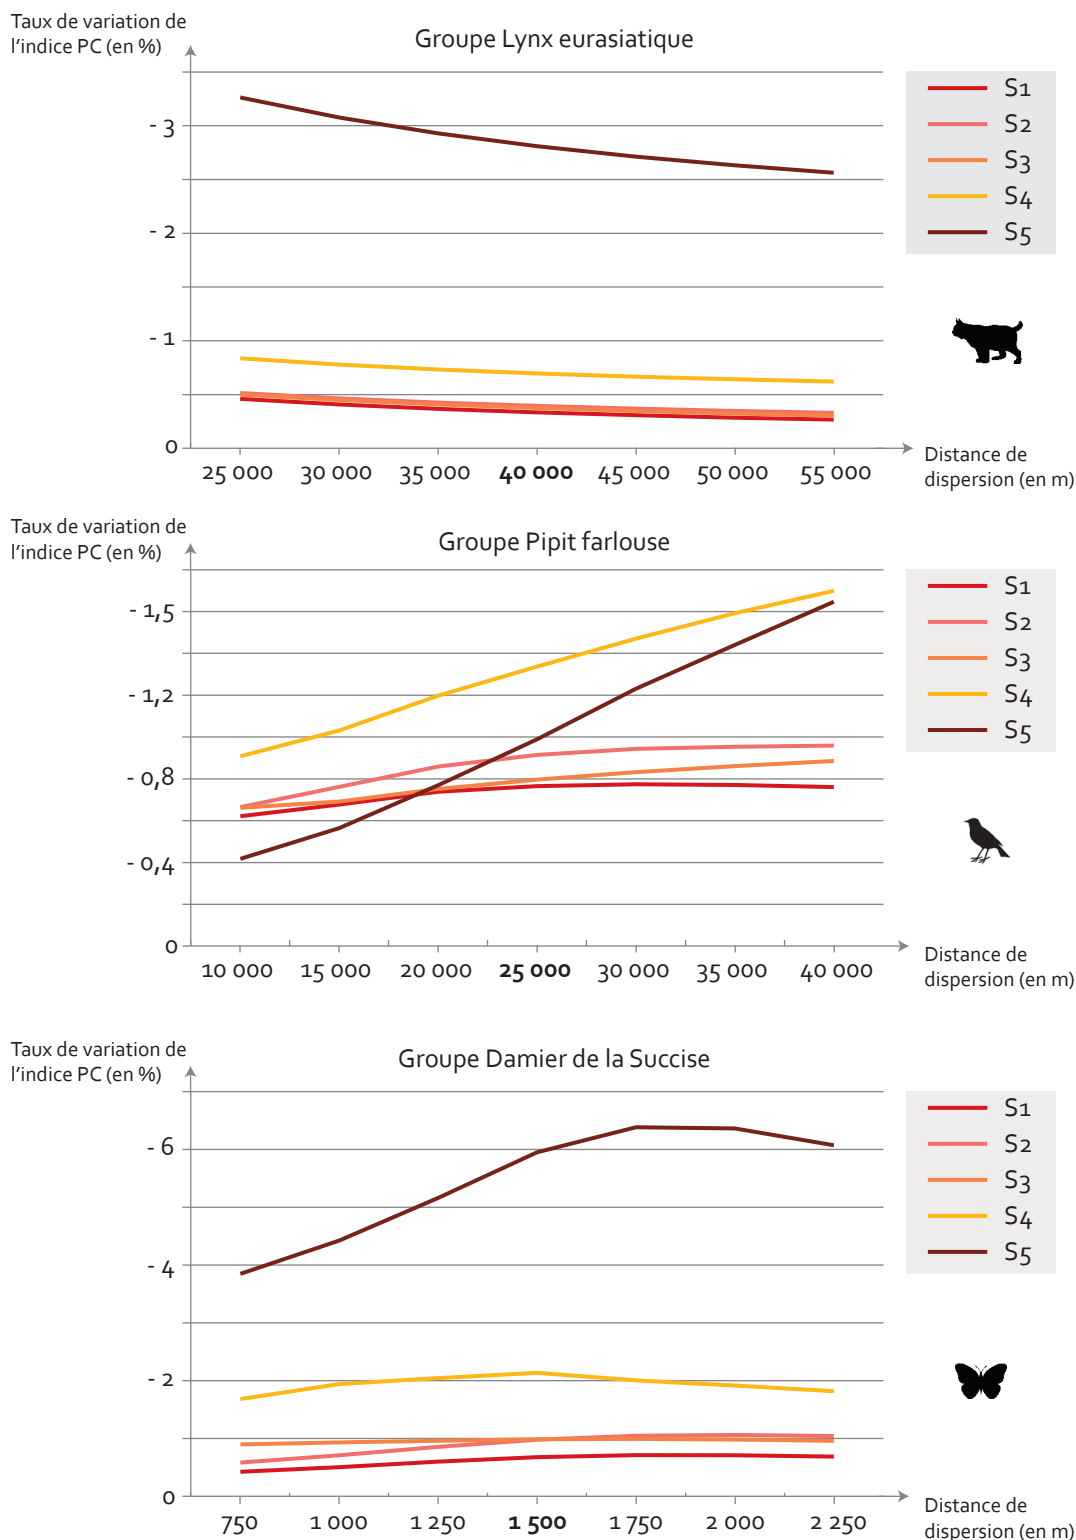 Taux de variation de
l'indice PC (en %)
Groupe Lynx eurasiatique
- 3
- 2
- 1
0
25 000 30 000 35 000 40 000 45 000 50 000 55 000
Distance de
dispersion (en m)
S1
S2
S3
S4
S5
Taux de variation de
l'indice PC (en %)
Groupe Pipit farlouse
- 1,5
- 1,2
- 0,8
- 0,4
0
10 000 15 000 20 000 25 000 30 000 35 000 40 000
Distance de
dispersion (en m)
S1
S2
S3
S4
S5
Taux de variation de
l'indice PC (en %)
Groupe Damier de la Succise
- 6
- 4
- 2
0
750 1 000 1 250 1 500 1 750 2 000 2 250
Distance de
dispersion (en m)
S1
S2
S3
S4
S5